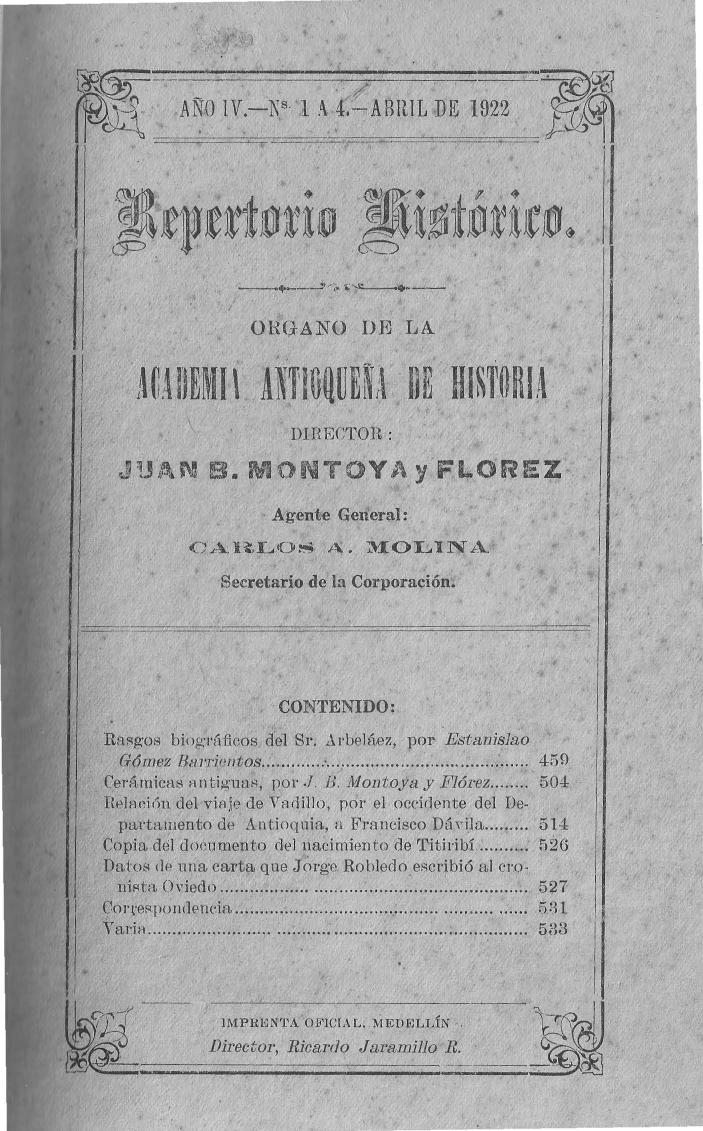 AÑO IV.—Nˢ· 1 A 4.—ABRIL DE 1922
Repertorio Histórico.
ORGANO DE LA
ACADEMIA ANTIOQUEÑA DE HISTORIA
DIRECTOR:
JUAN B. MONTOYA y FLOREZ
Agente General:
CARLOS A. MOLINA
Secretario de la Corporación.
CONTENIDO:
Rasgos biográficos del Sr. Arbeláez, por Estanislao
Gómez Barrientos.................................................... 459
Cerámicas antiguas, por J. B. Montoya y Flórez........ 504
Relación del viaje de Vadillo, por el occidente del De-
partamento de Antioquia, a Francisco Dávila......... 514
Copia del documento del nacimiento de Titiribí.......... 526
Datos de una carta que Jorge Robledo escribió al cro-
nista Oviedo............................................................ 527
Correspondencia......................................................... 531
Varia........................................................................... 533
IMPRENTA OFICIAL, MEDELLÍN
Director, Ricardo Jaramillo R.